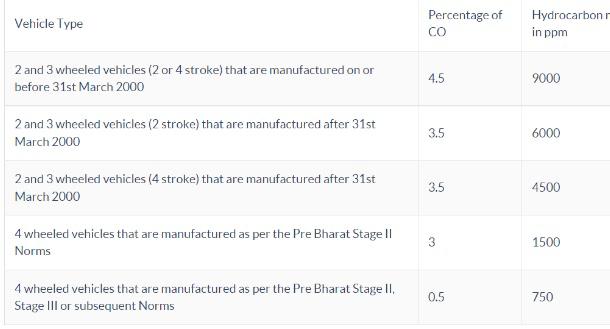 Vehicle Type
Percentage of
CO
Hydrocarbon
in ppm
2 and 3 wheeled vehicles (2 or 4 stroke) that are manufactured on or
before 31st March 2000
4.5
9000
2 and 3 wheeled vehicles (2 stroke) that are manufactured after 31st
March 2000
3.5
6000
2 and 3 wheeled vehicles (4 stroke) that are manufactured after 31st
March 2000
3.5
4500
4 wheeled vehicles that are manufactured as per the Pre Bharat Stage II
Norms
3
1500
4 wheeled vehicles that are manufactured as per the Pre Bharat Stage II,
Stage III or subsequent Norms
0.5
750